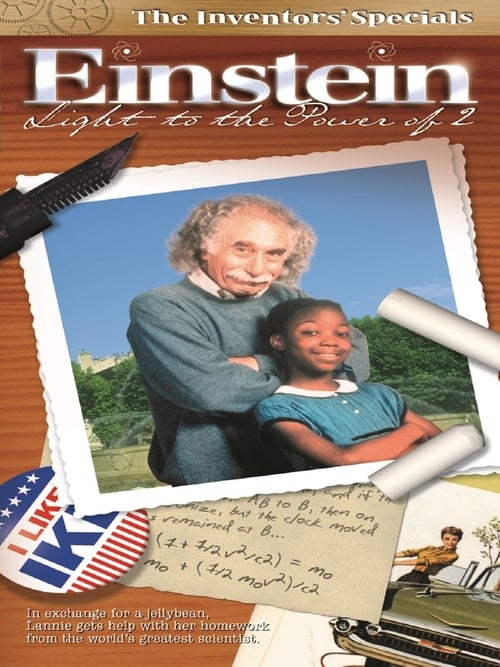 The Inventors' Specials
Einstein
Light to the Power of 2
and if th
AB to B, then on
onize, but the clock moved
s remained at B...
(1+1/2v²/c2) = mo
mo + (1/2 mov²)/c2
I LIKE
IKE
In exchange for a jellybean,
Lannie gets help with her homework
from the world's greatest scientist.